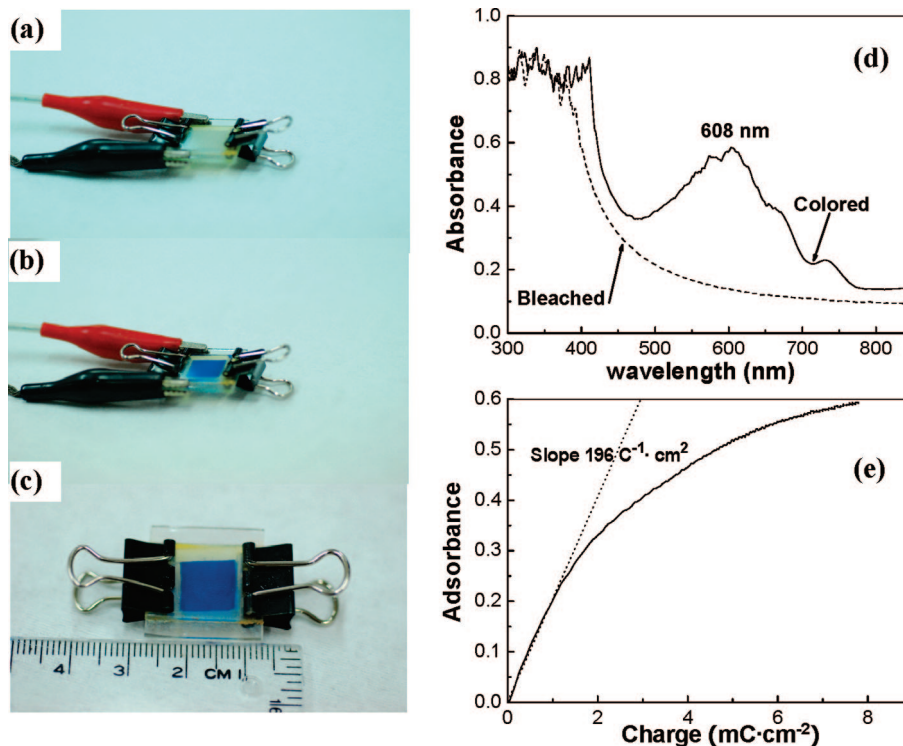 (a)
(b)
(c)
4 3 2 CM 1
16
(d)
1.0
0.8
0.6
0.4
0.2
0.0
Absorbance
608 nm
Colored
Bleached
300 400 500 600 700 800
wavelength (nm)
(e)
0.6
0.5
0.4
0.3
0.2
0.1
0.0
Adsorbance
Slope 196 C⁻¹· cm²
0 2 4 6 8
Charge (mC·cm⁻²)